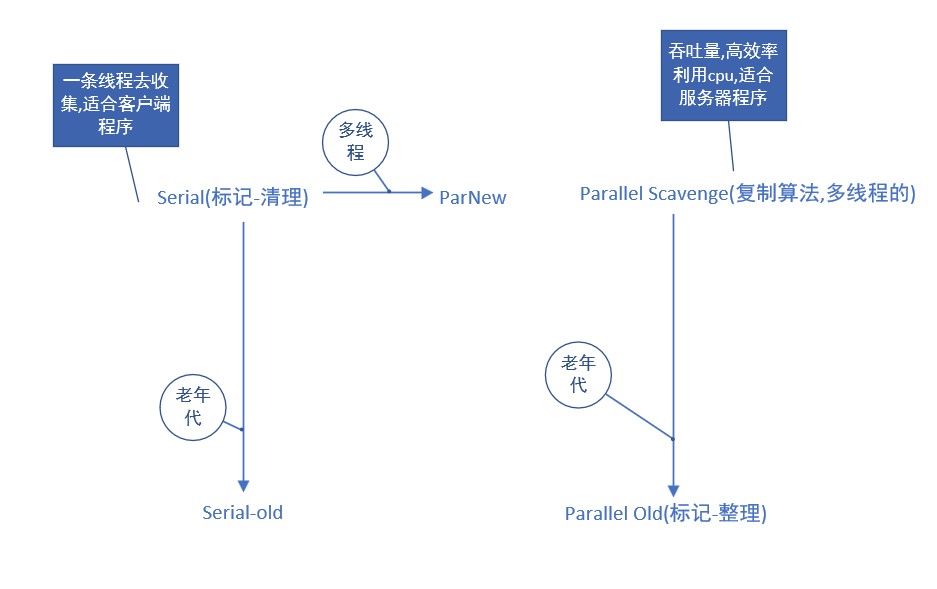 一条线程去收
集,适合客户端
程序
多线
程
吞吐量,高效率
利用cpu,适合
服务器程序
Serial(标记-清理)
ParNew
Parallel Scavenge(复制算法,多线程的)
老年
代
老年
代
Serial-old
Parallel Old(标记-整理)